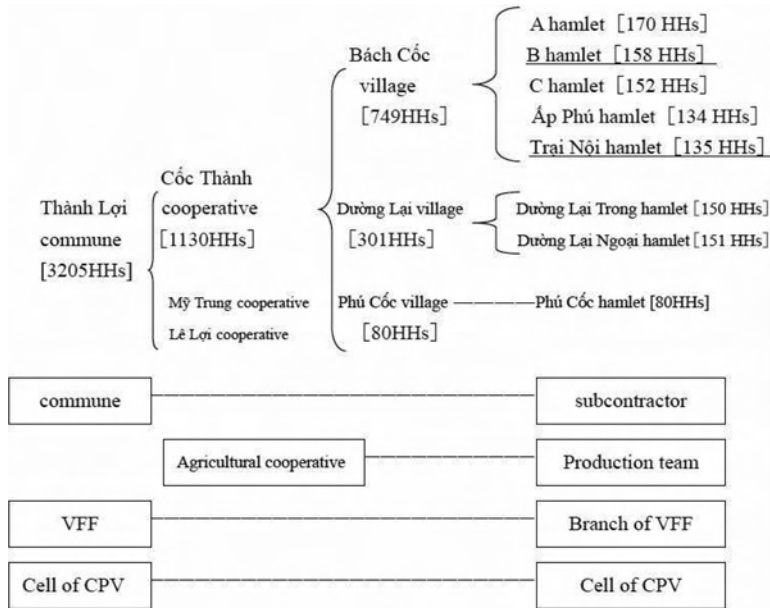 A hamlet [170 HHs]
Bách Cốc B hamlet [158 HHs]
village C hamlet [152 HHs]
[749HHs] Ấp Phú hamlet [134 HHs]
Trại Nội hamlet [135 HHs]
Cốc Thành
Thành Lợi cooperative Dường Lại village Dường Lại Trong hamlet [150 HHs]
commune [1130HHs] [301HHs] Dường Lại Ngoại hamlet [151 HHs]
[3205HHs]
Mỹ Trung cooperative Phú Cốc village Phú Cốc hamlet [80HHs]
Lê Lợi cooperative [80HHs]
commune subcontractor
Agricultural cooperative Production team
VFF Branch of VFF
Cell of CPV Cell of CPV